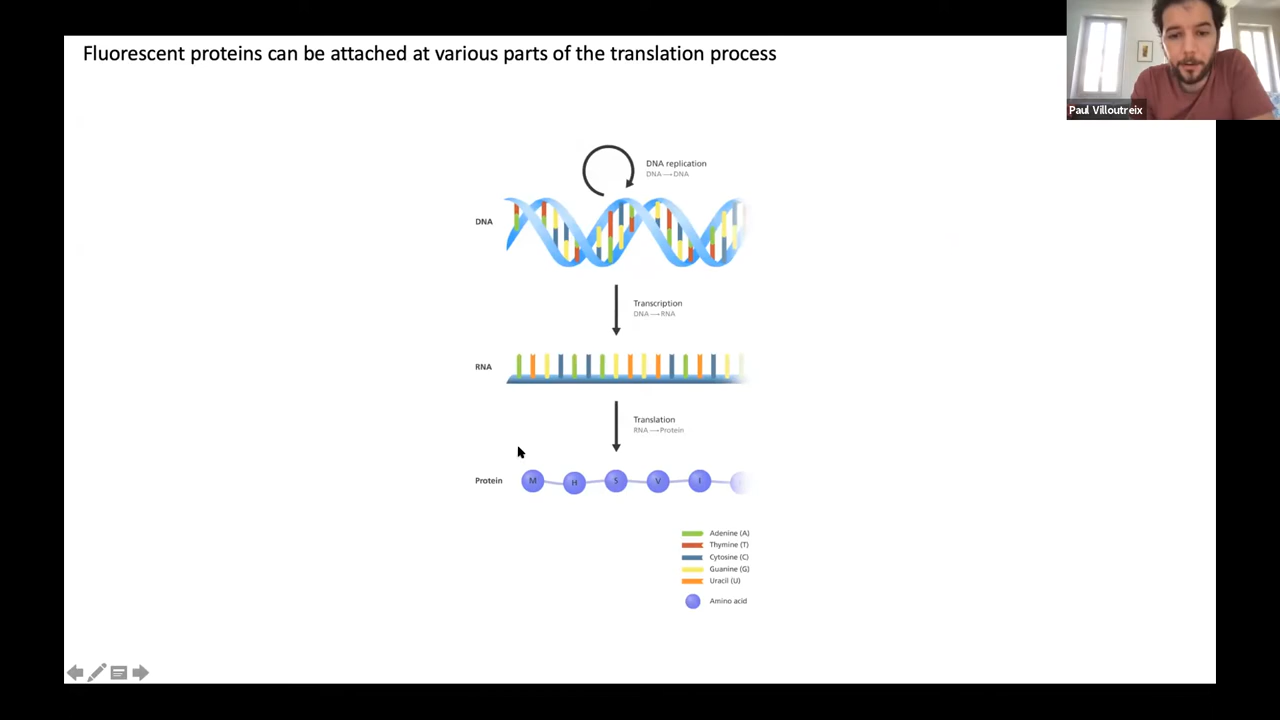 Fluorescent proteins can be attached at various parts of the translation process
Paul Villoutreix
DNA replication
DNA → DNA
DNA
Transcription
DNA → RNA
RNA
Translation
RNA → Protein
Protein
M H S V I
Adenine (A)
Thymine (T)
Cytosine (C)
Guanine (G)
Uracil (U)
Amino acid